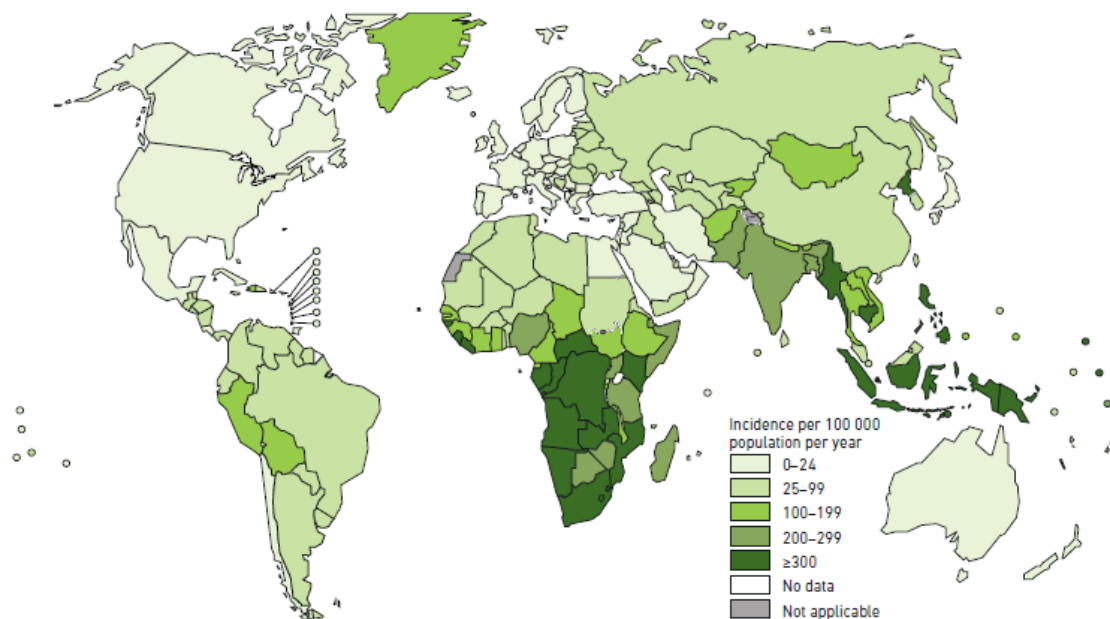 Incidence per 100 000
population per year
0–24
25–99
100–199
200–299
≥300
No data
Not applicable